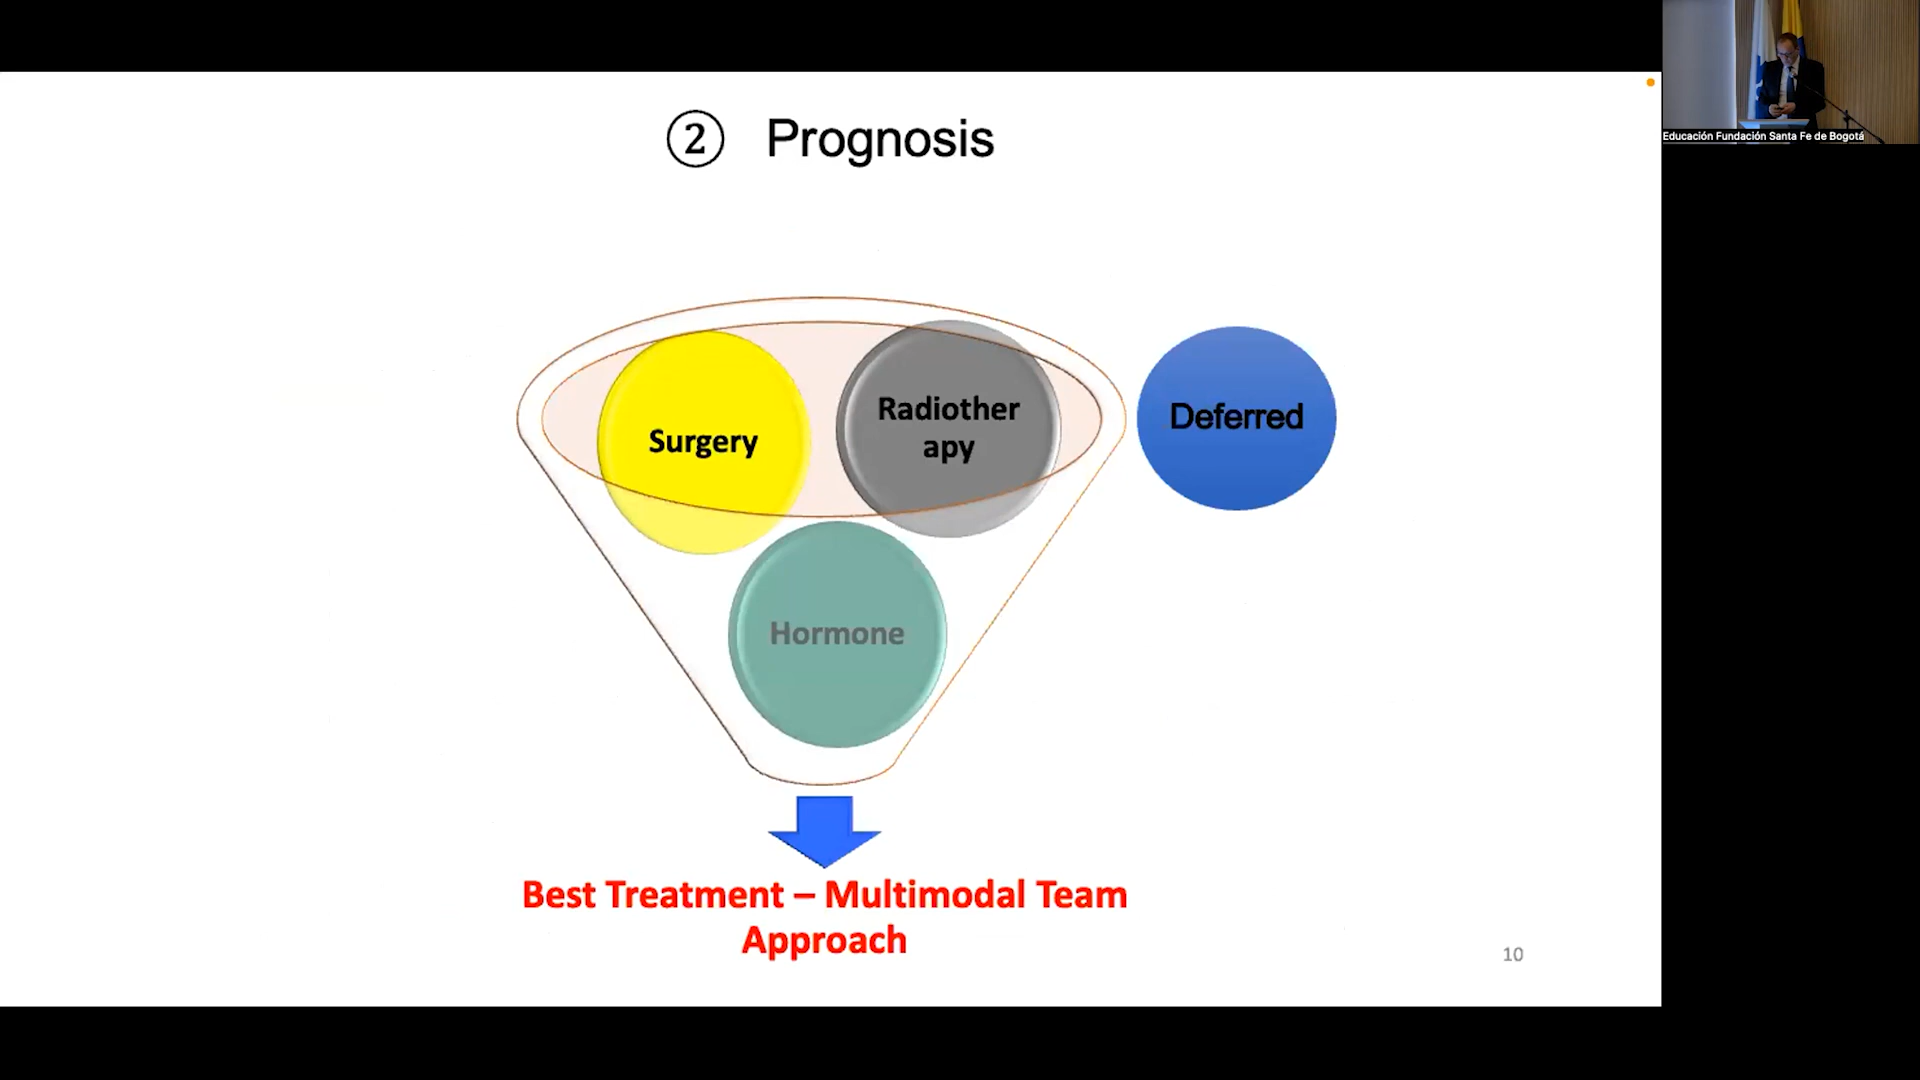 ② Prognosis
Surgery
Radiother
apy
Deferred
Hormone
Best Treatment – Multimodal Team
Approach
10
Educación Fundación Santa Fe de Bogotá